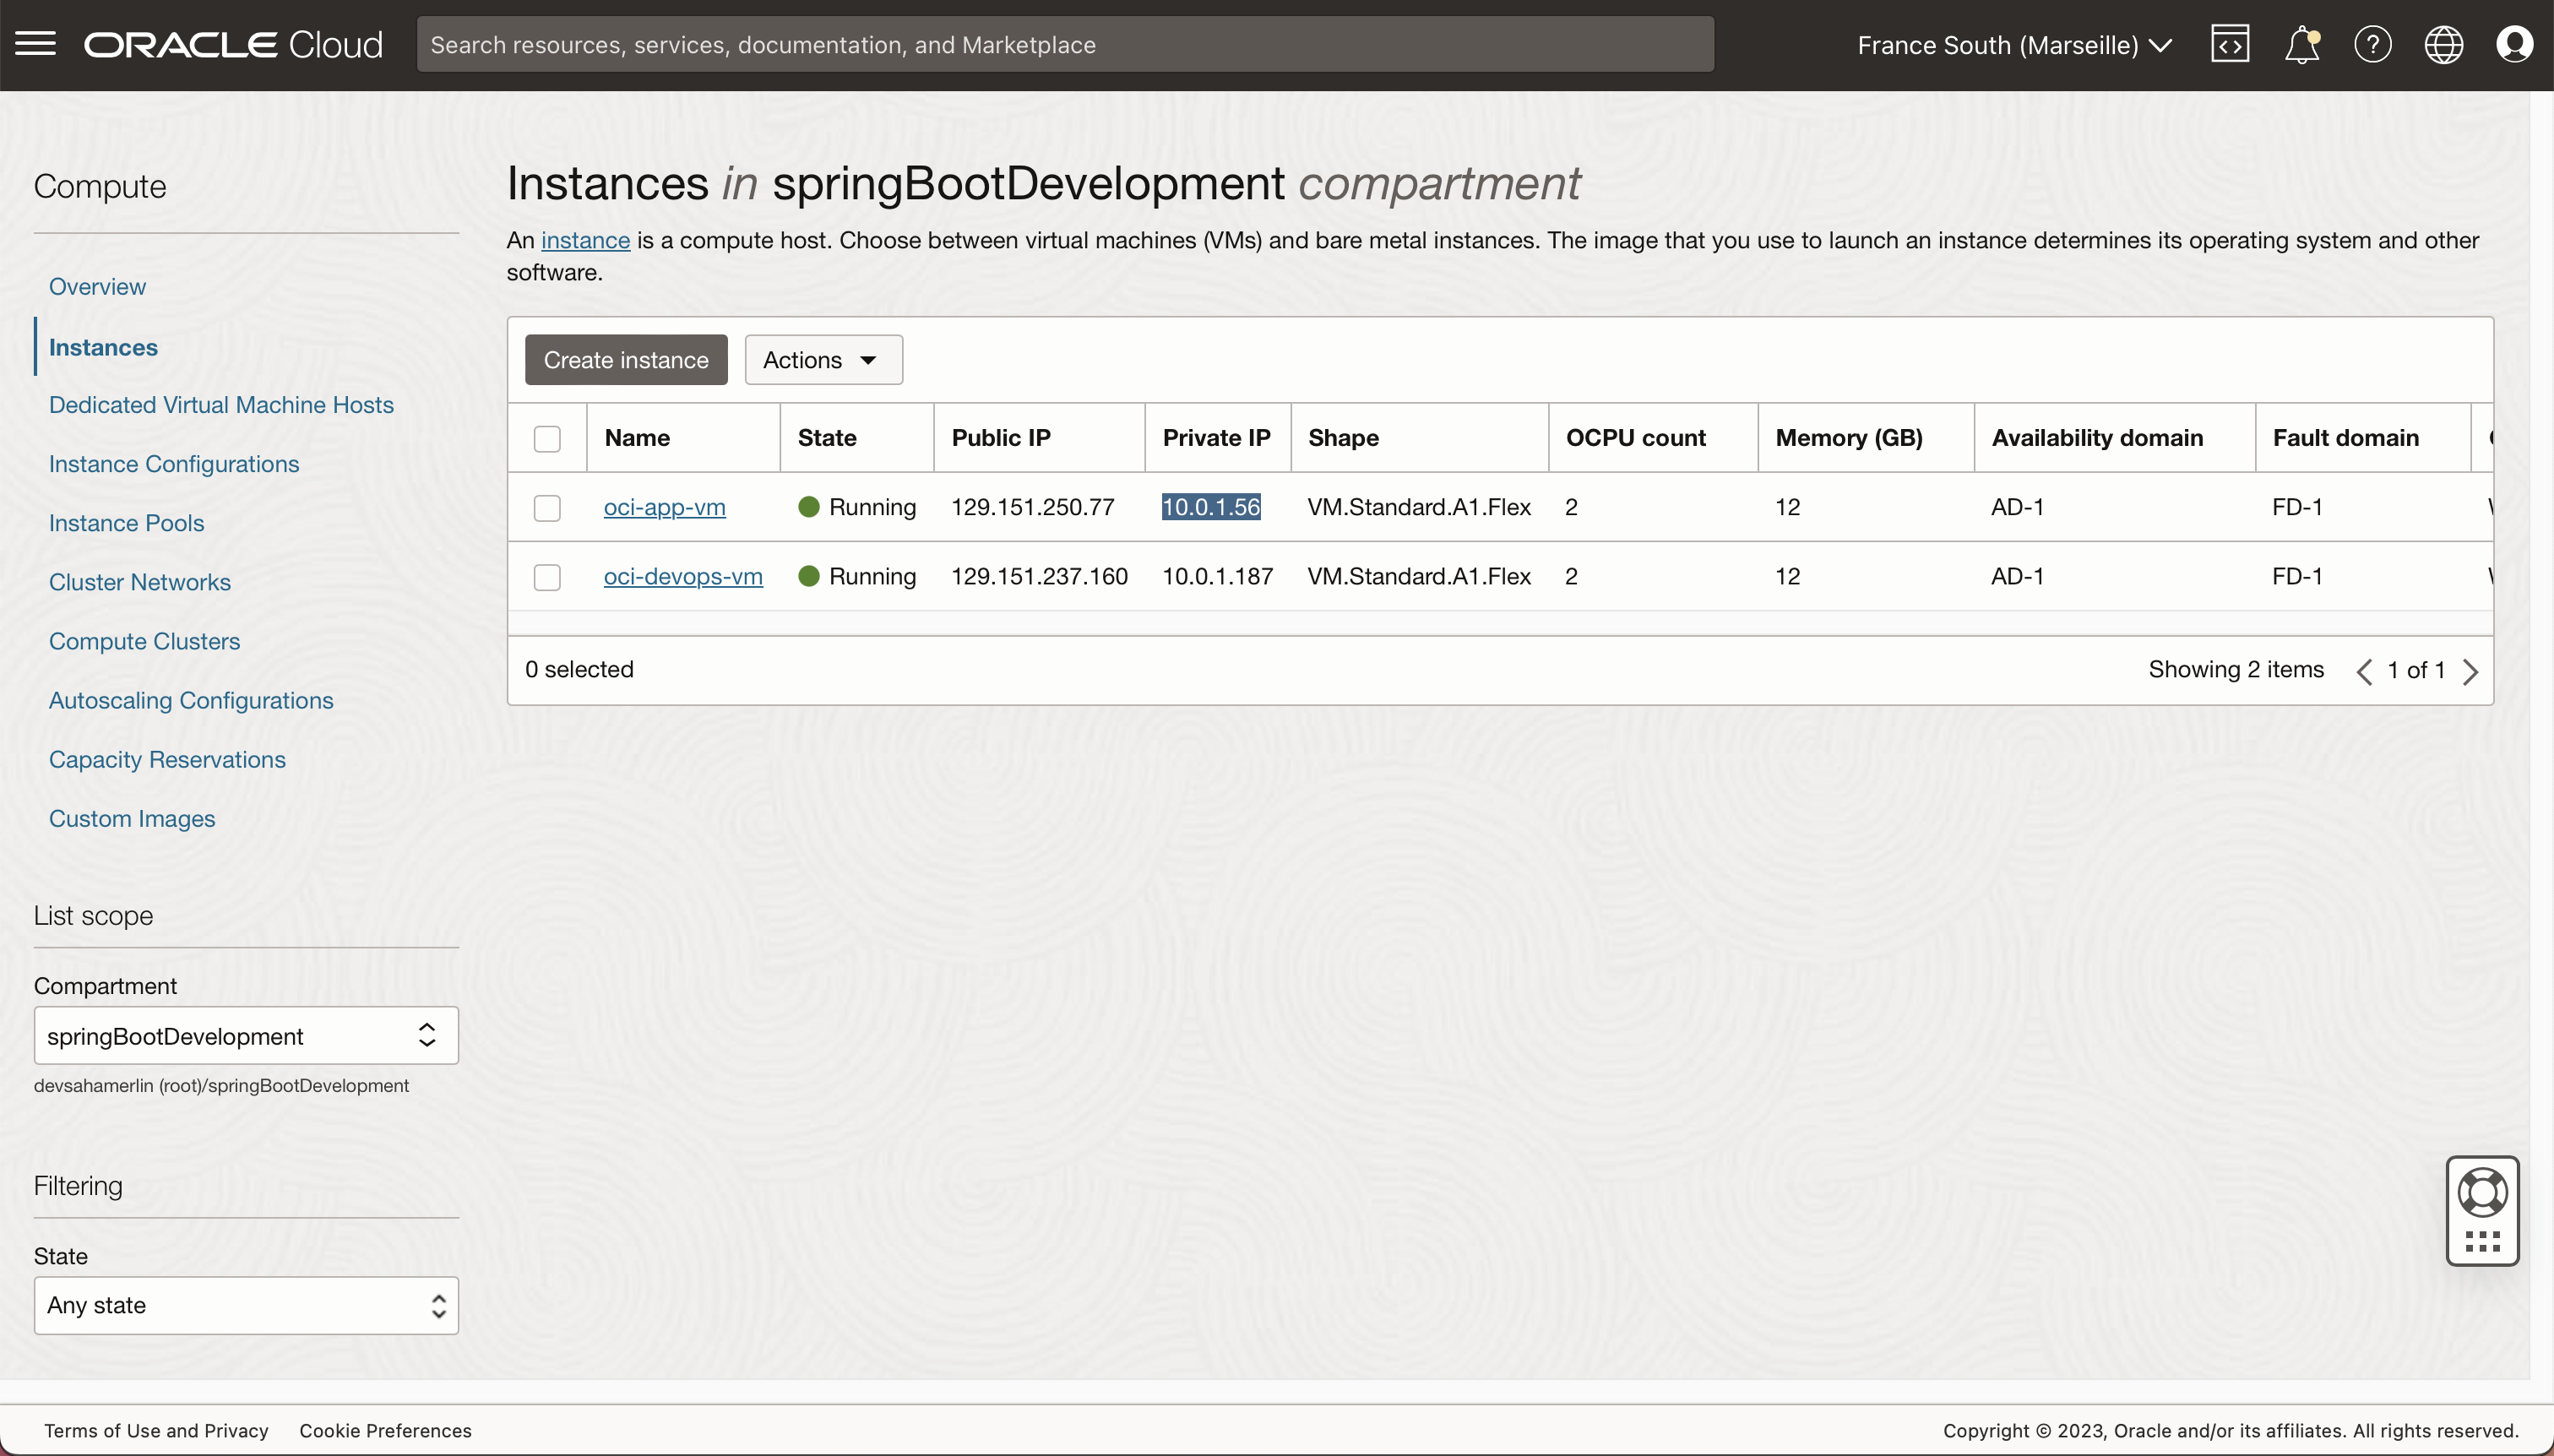 ORACLE Cloud
Search resources, services, documentation, and Marketplace
France South (Marseille)
Compute
Overview
Instances
Dedicated Virtual Machine Hosts
Instance Configurations
Instance Pools
Cluster Networks
Compute Clusters
Autoscaling Configurations
Capacity Reservations
Custom Images
List scope
Compartment
springBootDevelopment
devsahamerlin (root)/springBootDevelopment
Filtering
State
Any state
Instances in springBootDevelopment compartment
An instance is a compute host. Choose between virtual machines (VMs) and bare metal instances. The image that you use to launch an instance determines its operating system and other
software.
Create instance Actions
Name State Public IP Private IP Shape OCPU count Memory (GB) Availability domain Fault domain
oci-app-vm Running 129.151.250.77 10.0.1.56 VM.Standard.A1.Flex 2 12 AD-1 FD-1
oci-devops-vm Running 129.151.237.160 10.0.1.187 VM.Standard.A1.Flex 2 12 AD-1 FD-1
0 selected Showing 2 items 1 of 1
Terms of Use and Privacy Cookie Preferences Copyright © 2023, Oracle and/or its affiliates. All rights reserved.